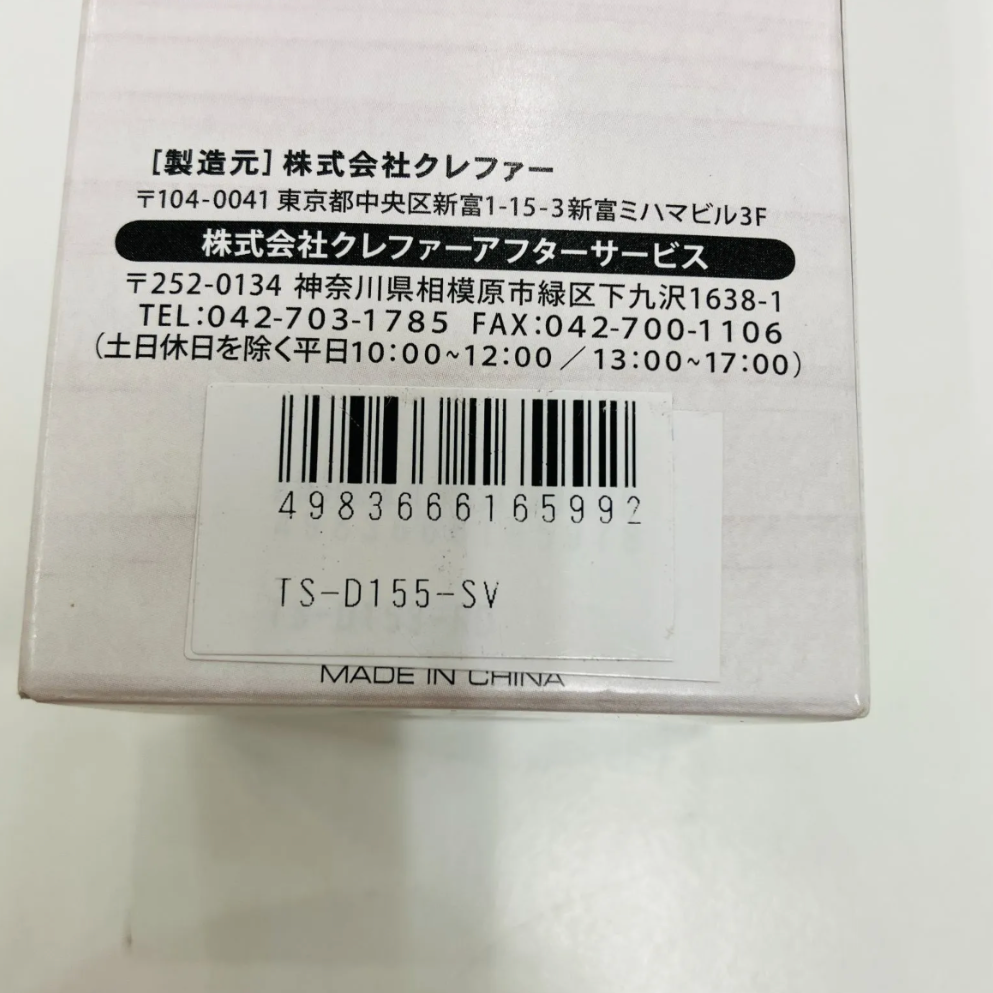 [製造元] 株式会社クレファー
〒104-0041 東京都中央区新富1-15-3新富ミハマビル3F
株式会社クレファーアフターサービス
〒252-0134 神奈川県相模原市緑区下九沢1638-1
TEL:042-703-1785 FAX:042-700-1106
(土日休日を除く平日10:00~12:00 / 13:00~17:00)
4983666165992
TS-D155-SV
MADE IN CHINA